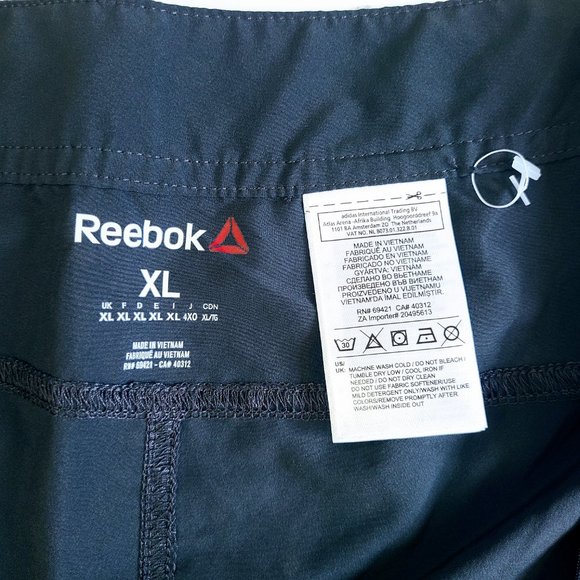 Reebok
XL
UK F D E I J CDN
XL XL XL XL XL 4XO XL/TG
MADE IN VIETNAM
FABRIQUÉ AU VIETNAM
RN# 69421 - CA# 40312
adidas International Trading BV
Adlas Arena -Afrika Building Hoogoorddreef 9a
1101 BA Amsterdam ZO The Netherlands
VAT NO. NL 8073.01.322.B.01
MADE IN VIETNAM
FABRIQUÉ AU VIETNAM
FABRICADO EN VIETNAM
FABRICADO NO VIETNAME
GYÁRTVA: VIETNAM
СДЕЛАНО ВО ВЬЕТНАМЕ
ПРОИЗВЕДЕНО ВЪВ ВИЕТНАМ
PROIZVEDENO U VIJETNAMU
VIETNAM'DA İMAL EDİLMİŞTİR.
RN# 69421 CA# 40312
ZA Importer# 20495613
30
US/
UK: MACHINE WASH COLD / DO NOT BLEACH /
TUMBLE DRY LOW / COOL IRON IF
NEEDED / DO NOT DRY CLEAN
DO NOT USE FABRIC SOFTENER/USE
MILD DETERGENT ONLY/WASH WITH LIKE
COLORS/REMOVE PROMPTLY AFTER
WASH/WASH INSIDE OUT